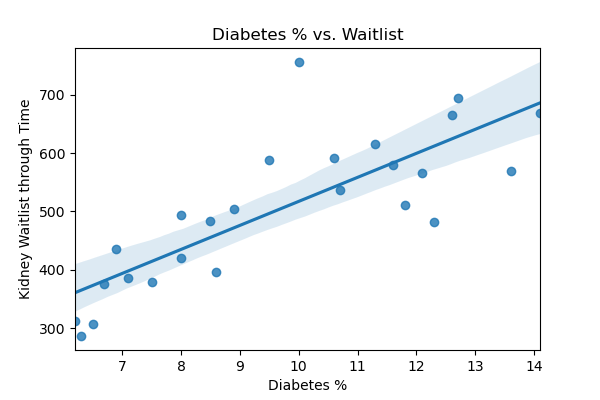 Diabetes % vs. Waitlist
Kidney Waitlist through Time
700
600
500
400
300
7 8 9 10 11 12 13 14
Diabetes %